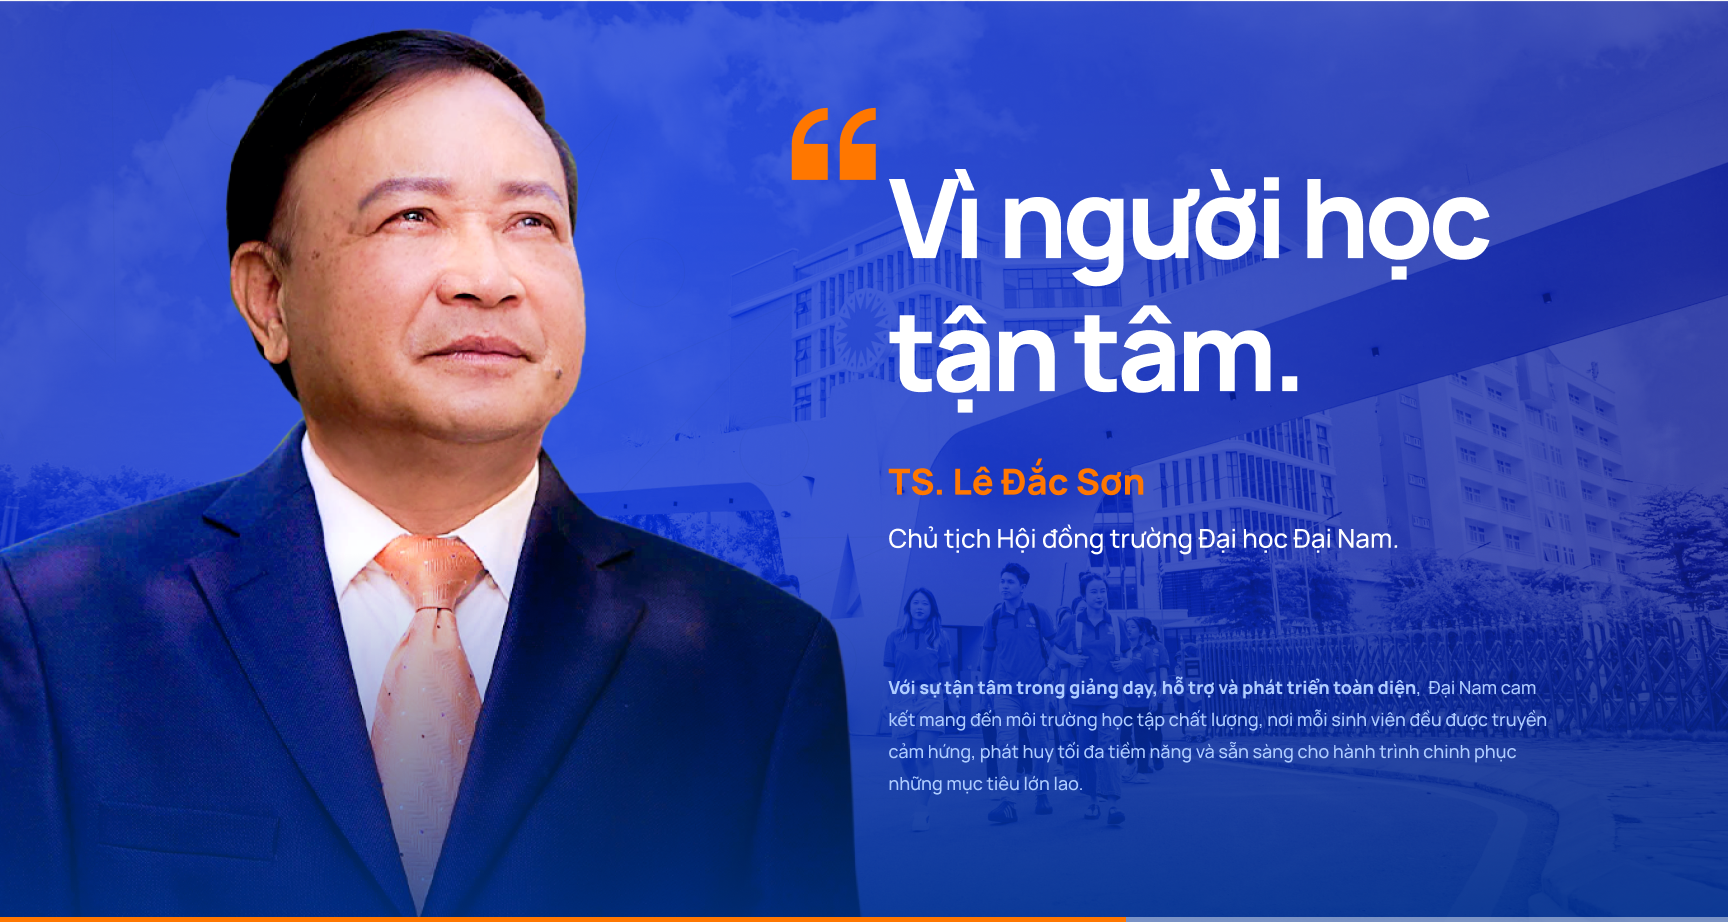 “
Vì người học
tận tâm.
TS. Lê Đắc Sơn
Chủ tịch Hội đồng trường Đại học Đại Nam.
Với sự tận tâm trong giảng dạy, hỗ trợ và phát triển toàn diện,  Đại Nam cam
kết mang đến môi trường học tập chất lượng, nơi mỗi sinh viên đều được truyền
cảm hứng, phát huy tối đa tiềm năng và sẵn sàng cho hành trình chinh phục
những mục tiêu lớn lao.